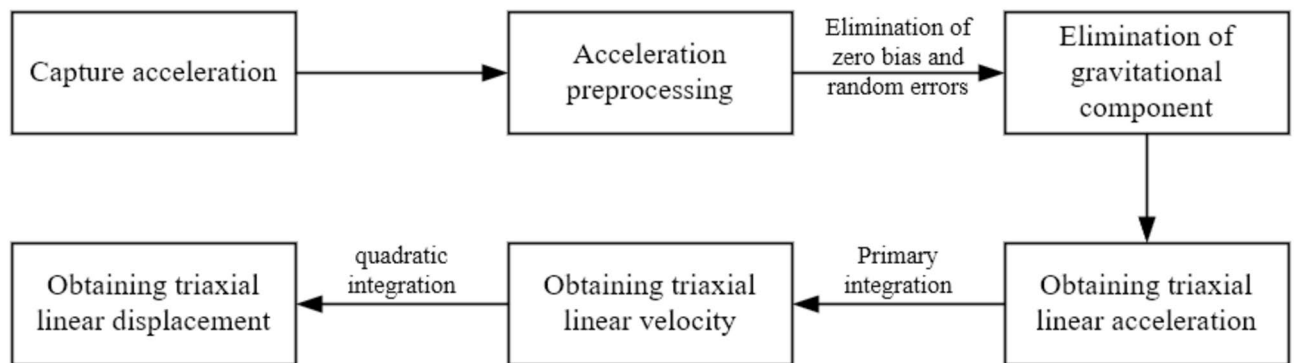 Capture acceleration
Acceleration
preprocessing
Elimination of
zero bias and
random errors
Elimination of
gravitational
component
Obtaining triaxial
linear acceleration
Primary
integration
Obtaining triaxial
linear velocity
quadratic
integration
Obtaining triaxial
linear displacement